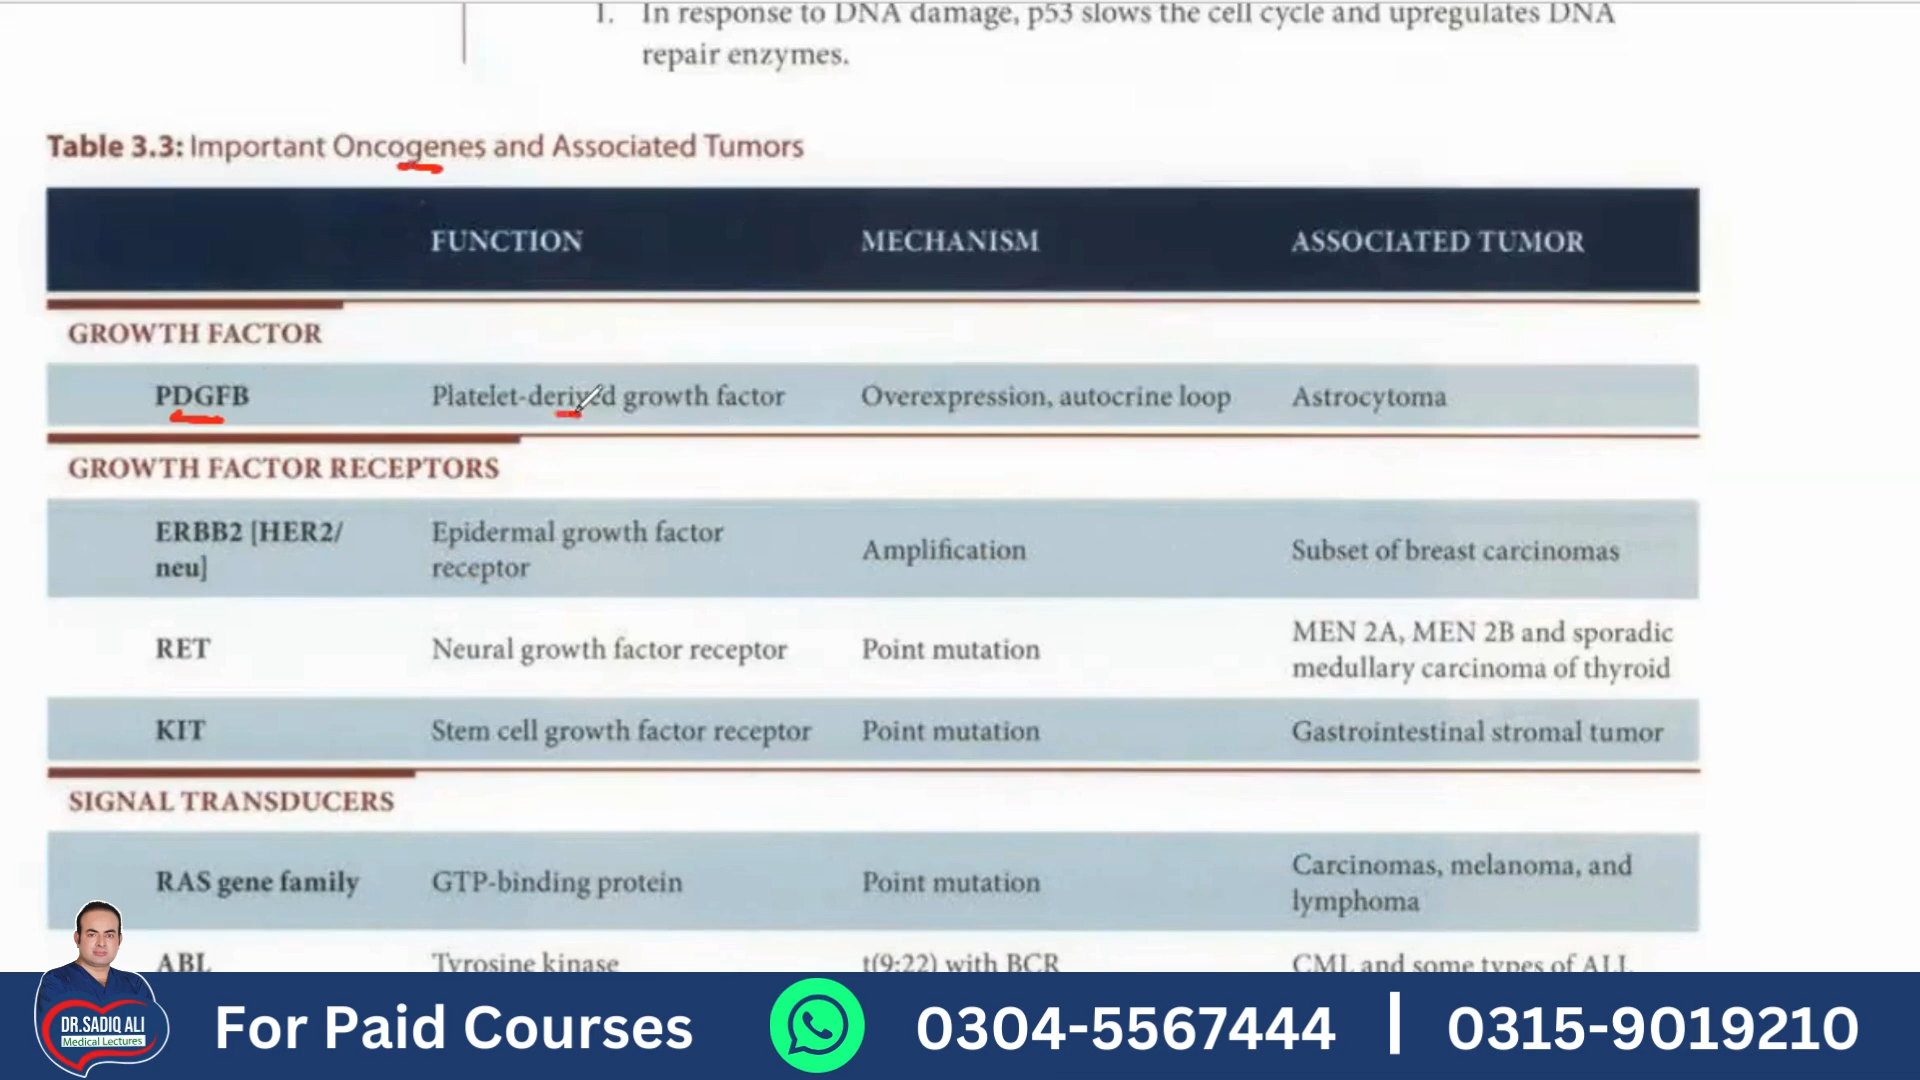 1. In response to DNA damage, p53 slows the cell cycle and upregulates DNA
repair enzymes.
Table 3.3: Important Oncogenes and Associated Tumors
FUNCTION MECHANISM ASSOCIATED TUMOR
GROWTH FACTOR
PDGFB Platelet-derived growth factor Overexpression, autocrine loop Astrocytoma
GROWTH FACTOR RECEPTORS
ERBB2 [HER2/
neu] Epidermal growth factor
receptor Amplification Subset of breast carcinomas
RET Neural growth factor receptor Point mutation MEN 2A, MEN 2B and sporadic
medullary carcinoma of thyroid
KIT Stem cell growth factor receptor Point mutation Gastrointestinal stromal tumor
SIGNAL TRANSDUCERS
RAS gene family GTP-binding protein Point mutation Carcinomas, melanoma, and
lymphoma
ABL Tyrosine kinase t(9:22) with BCR CML and some types of ALL
DR.SADIQ ALI
Medical Lectures
For Paid Courses 0304-5567444 | 0315-9019210